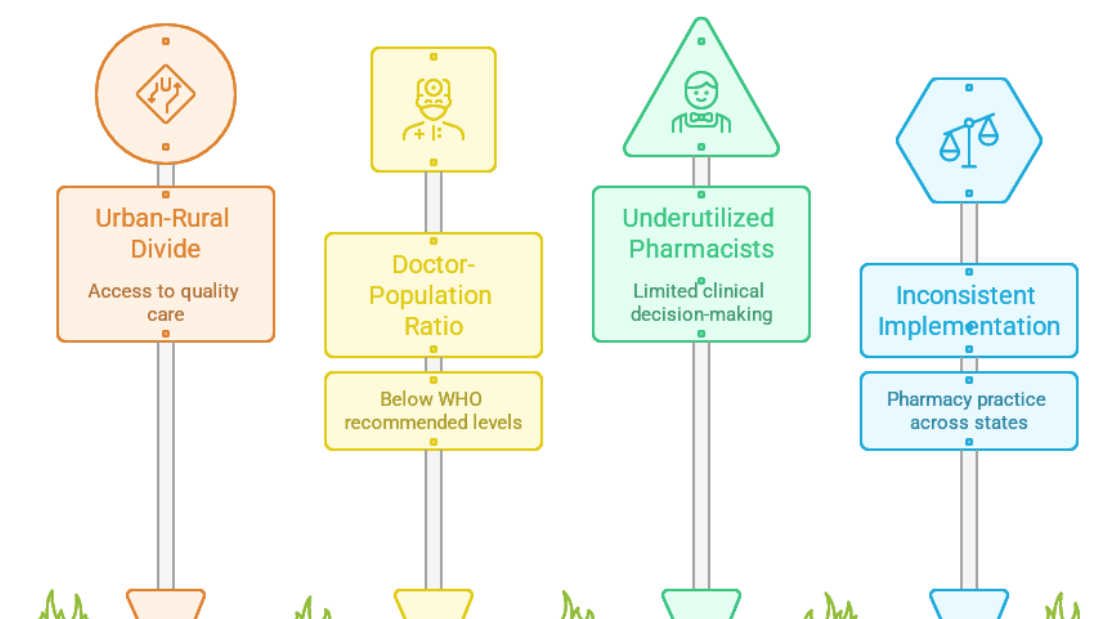 Urban-Rural
Divide
Access to quality
care
Doctor-
Population
Ratio
Below WHO
recommended levels
Underutilized
Pharmacists
Limited clinical
decision-making
Inconsistent
Implementation
Pharmacy practice
across states